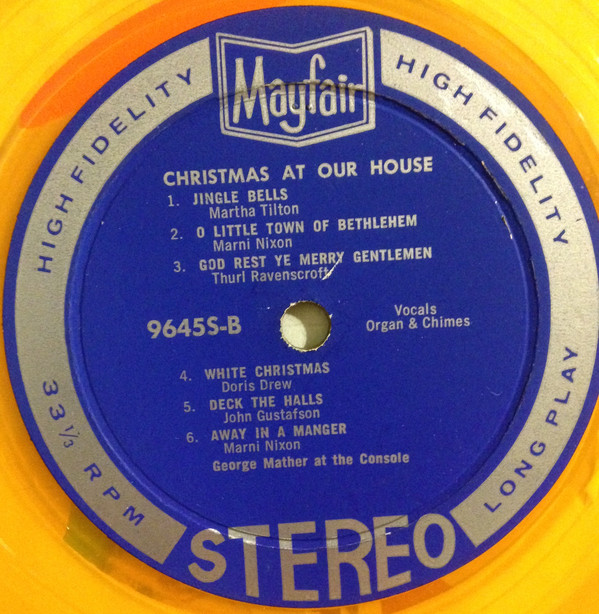 Mayfair
HIGH FIDELITY
HIGH FIDELITY
CHRISTMAS AT OUR HOUSE
1. JINGLE BELLS
Martha Tilton
2. O LITTLE TOWN OF BETHLEHEM
Marni Nixon
3. GOD REST YE MERRY GENTLEMEN
Thurl Ravenscroft
9645S-B
Vocals
Organ & Chimes
4. WHITE CHRISTMAS
Doris Drew
5. DECK THE HALLS
John Gustafson
6. AWAY IN A MANGER
Marni Nixon
George Mather at the Console
33 1/3 RPM
LONG PLAY
STEREO